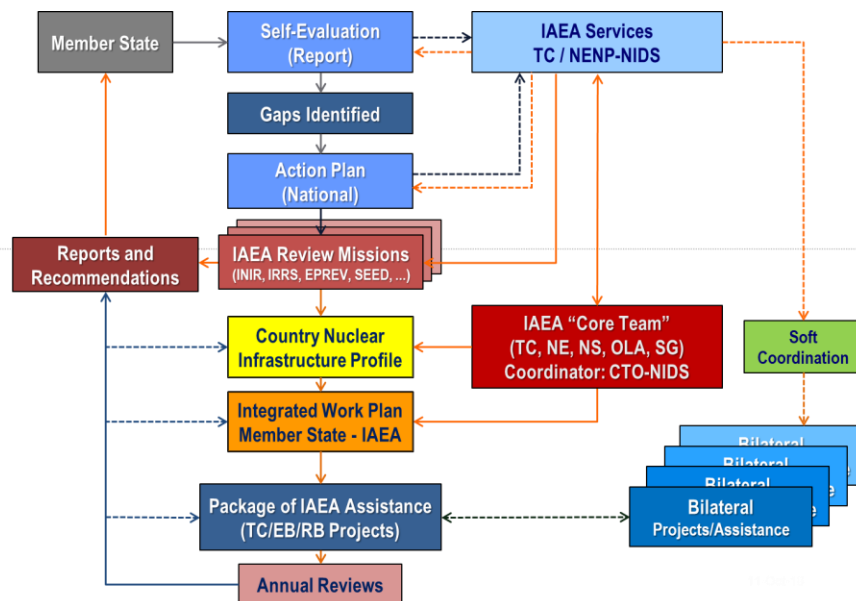 Member State
Self-Evaluation
(Report)
IAEA Services
TC / NENP-NIDS
Gaps Identified
Action Plan
(National)
Reports and
Recommendations
IAEA Review Missions
(INIR, IRRS, EPREV, SEED, ...)
Country Nuclear
Infrastructure Profile
IAEA “Core Team”
(TC, NE, NS, OLA, SG)
Coordinator: CTO-NIDS
Soft
Coordination
Integrated Work Plan
Member State - IAEA
Bilateral
Bilateral
Bilateral
Bilateral
Projects/Assistance
Package of IAEA Assistance
(TC/EB/RB Projects)
Annual Reviews